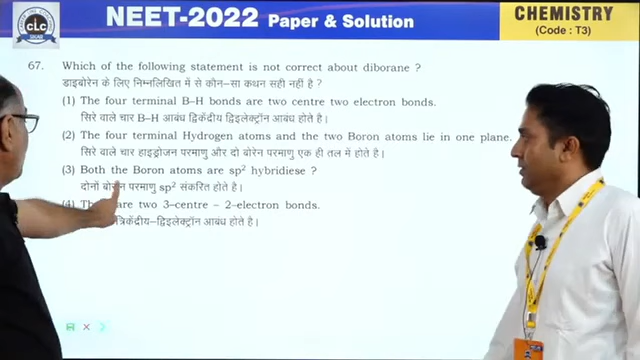 NEET-2022 Paper & Solution
CHEMISTRY
(Code : T3)
CLC
SIKAR
67. Which of the following statement is not correct about diborane ?
डाइबोरेन के लिए निम्नलिखित में से कौन–सा कथन सही नहीं है ?
(1) The four terminal B–H bonds are two centre two electron bonds.
सिरे वाले चार B–H आबंध द्विकेंद्रीय द्विइलेक्ट्रॉन आबंध होते है।
(2) The four terminal Hydrogen atoms and the two Boron atoms lie in one plane.
सिरे वाले चार हाइड्रोजन परमाणु और दो बोरेन परमाणु एक ही तल में होते है।
(3) Both the Boron atoms are sp² hybridiese ?
दोनों बोरॉन परमाणु sp² संकरित होते है।
(4) There are two 3–centre – 2–electron bonds.
त्रिकेंद्रीय–द्विइलेक्ट्रॉन आबंध होते है।